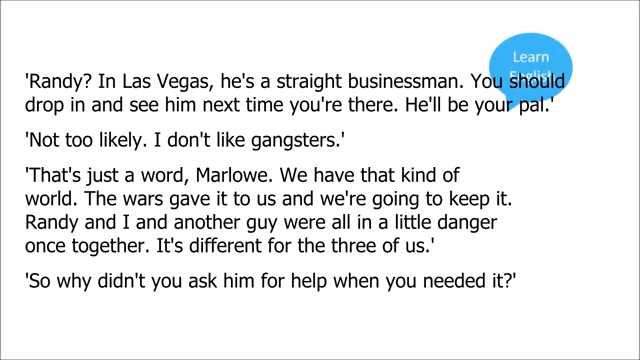 Learn
English
'Randy? In Las Vegas, he's a straight businessman. You should
drop in and see him next time you're there. He'll be your pal.'
'Not too likely. I don't like gangsters.'
'That's just a word, Marlowe. We have that kind of
world. The wars gave it to us and we're going to keep it.
Randy and I and another guy were all in a little danger
once together. It's different for the three of us.'
'So why didn't you ask him for help when you needed it?'